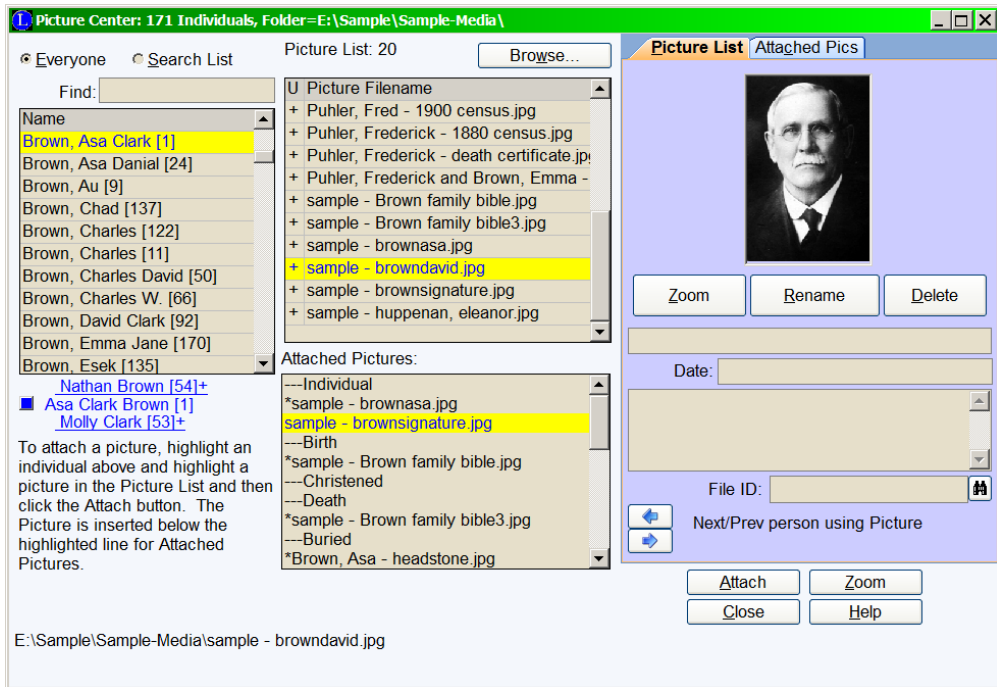 Picture Center: 171 Individuals, Folder=E:\Sample\Sample-Media\
Everyone
Search List
Find:
Name
Brown, Asa Clark [1]
Brown, Asa Danial [24]
Brown, Au [9]
Brown, Chad [137]
Brown, Charles [122]
Brown, Charles [11]
Brown, Charles David [50]
Brown, Charles W. [66]
Brown, David Clark [92]
Brown, Emma Jane [170]
Brown, Esek [135]
Nathan Brown [54]+
Asa Clark Brown [1]
Molly Clark [53]+
To attach a picture, highlight an
individual above and highlight a
picture in the Picture List and then
click the Attach button. The
Picture is inserted below the
highlighted line for Attached
Pictures.
Picture List: 20
Browse...
U Picture Filename
+ Puhler, Fred - 1900 census.jpg
+ Puhler, Frederick - 1880 census.jpg
+ Puhler, Frederick - death certificate.jp
+ Puhler, Frederick and Brown, Emma -
+ sample - Brown family bible.jpg
+ sample - Brown family bible3.jpg
+ sample - brownasa.jpg
+ sample - browndavid.jpg
+ sample - brownsignature.jpg
+ sample - huppenan, eleanor.jpg
Attached Pictures:
---Individual
*sample - brownasa.jpg
sample - brownsignature.jpg
---Birth
*sample - Brown family bible.jpg
---Christened
---Death
*sample - Brown family bible3.jpg
---Buried
*Brown, Asa - headstone.jpg
Picture List
Attached Pics
Zoom
Rename
Delete
Date:
File ID:
Next/Prev person using Picture
Attach
Zoom
Close
Help
E:\Sample\Sample-Media\sample - browndavid.jpg